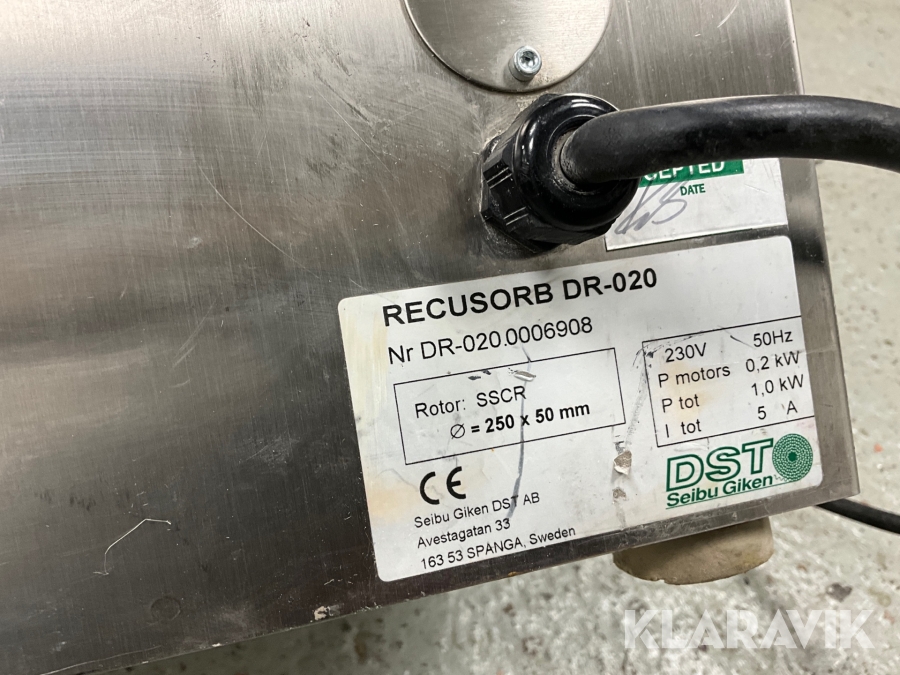 CEPTED
DATE
RECUSORB DR-020
Nr DR-020.0006908
Rotor: SSCR
Ø = 250 x 50 mm
230V 50Hz
P motors 0,2 kW
P tot 1,0 kW
I tot 5 A
CE
DST
Seibu Giken
Seibu Giken DST AB
Avestagatan 33
163 53 SPÅNGA, Sweden
KLARAVIK